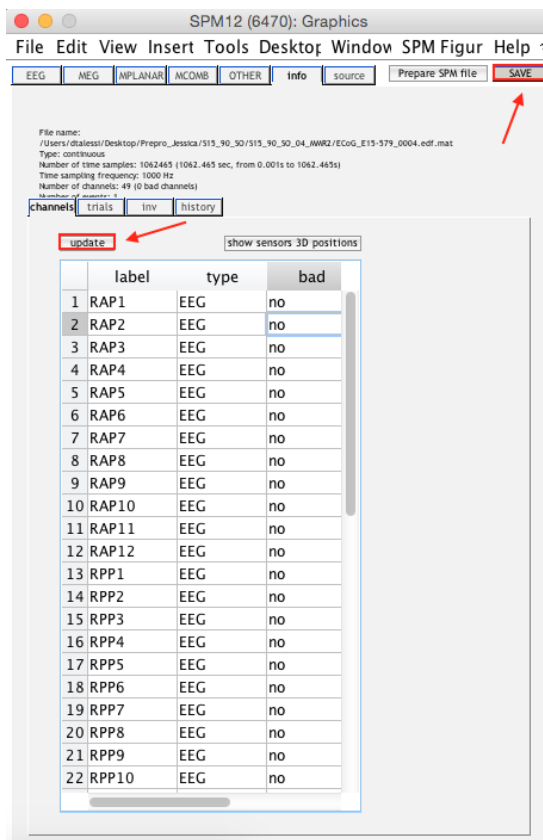 SPM12 (6470): Graphics
File Edit View Insert Tools Desktop Window SPM Figur Help
EEG MEG MPLANAR MCOMB OTHER info source Prepare SPM file SAVE
File name:
/Users/dtalessi/Desktop/Prepro_Jessica/S15_90_SO/S15_90_SO_04_MWR2/ECoG_E15-579_0004.edf.mat
Type: continuous
Number of time samples: 1062465 (1062.465 sec, from 0.001s to 1062.465s)
Time sampling frequency: 1000 Hz
Number of channels: 49 (0 bad channels)
Number of events: 1
channels trials inv history
update show sensors 3D positions
label type bad
1 RAP1 EEG no
2 RAP2 EEG no
3 RAP3 EEG no
4 RAP4 EEG no
5 RAP5 EEG no
6 RAP6 EEG no
7 RAP7 EEG no
8 RAP8 EEG no
9 RAP9 EEG no
10 RAP10 EEG no
11 RAP11 EEG no
12 RAP12 EEG no
13 RPP1 EEG no
14 RPP2 EEG no
15 RPP3 EEG no
16 RPP4 EEG no
17 RPP5 EEG no
18 RPP6 EEG no
19 RPP7 EEG no
20 RPP8 EEG no
21 RPP9 EEG no
22 RPP10 EEG no